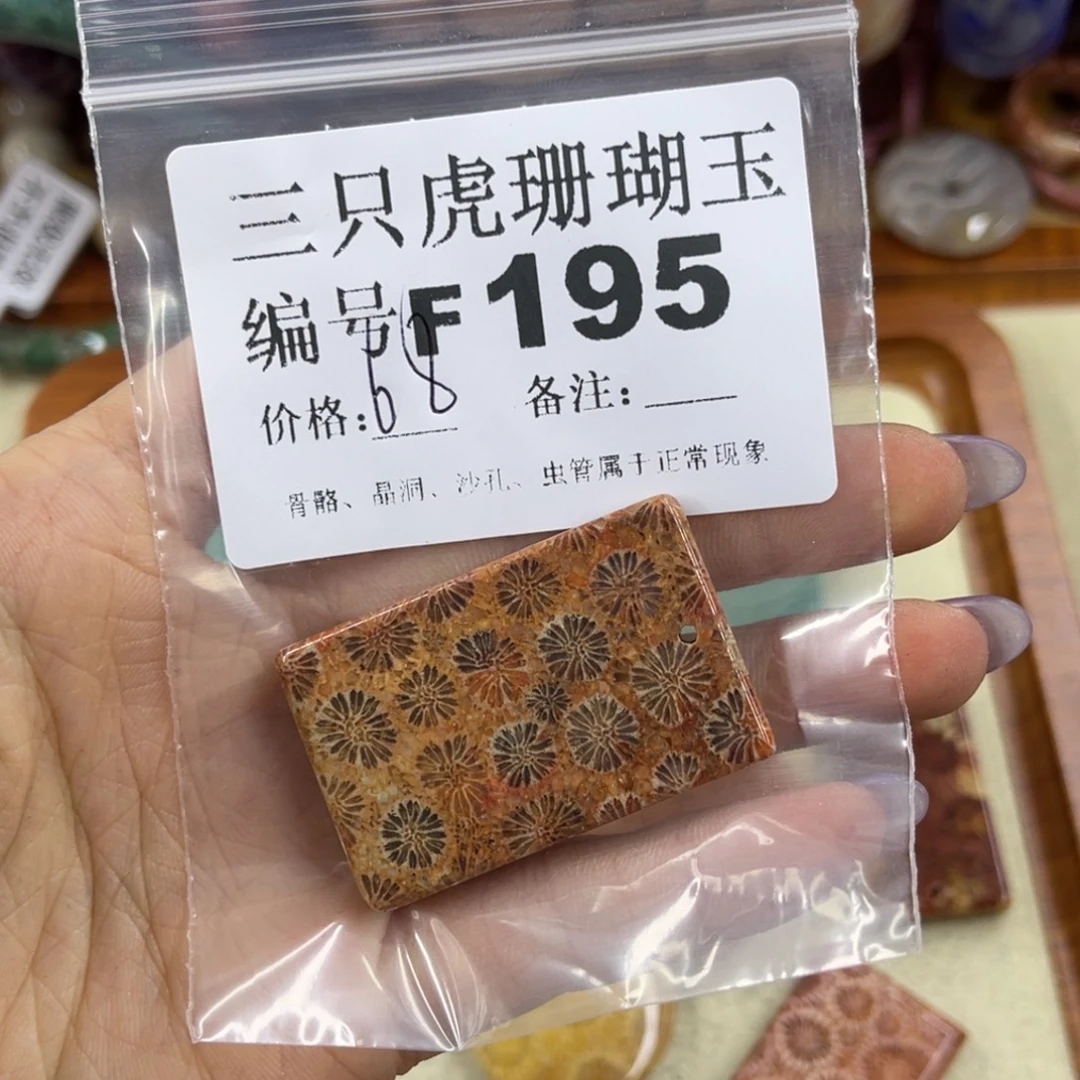 三只虎珊瑚玉
编号F195
价格:68 备注:
骨骼、晶洞、沙孔、虫管属于正常现象